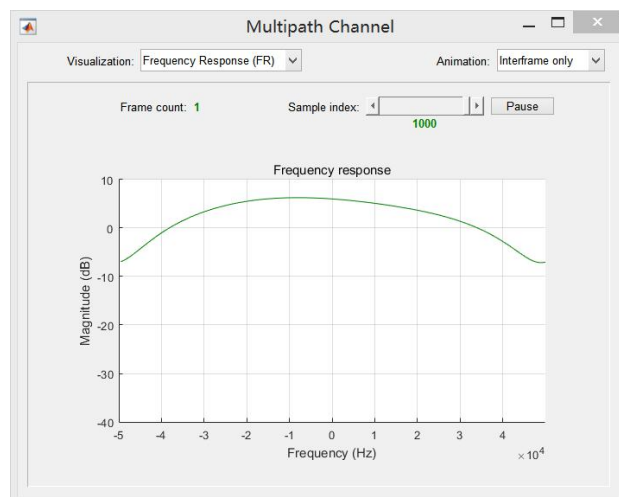 Multipath Channel
Visualization: Frequency Response (FR) Animation: Interframe only
Frame count: 1 Sample index: Pause
1000
Frequency response
10
0
-10
-20
-30
-40
Magnitude (dB)
-5 -4 -3 -2 -1 0 1 2 3 4
Frequency (Hz) × 10⁴